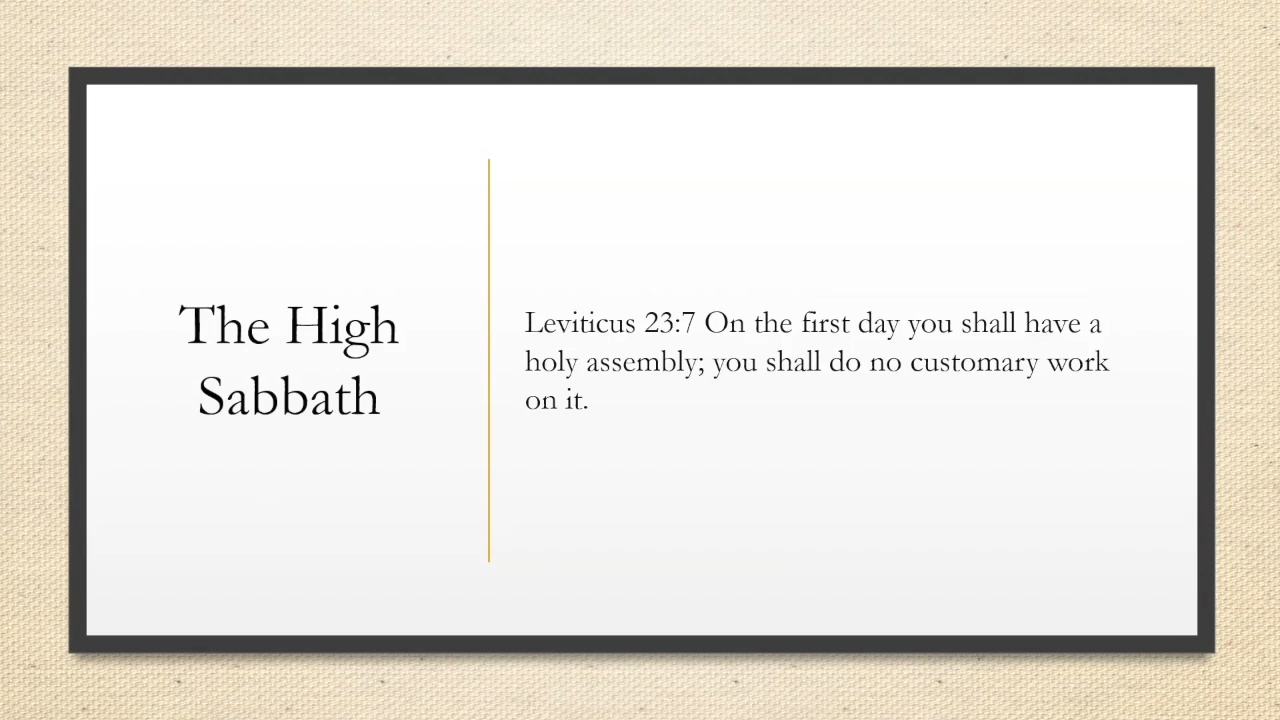 The High
Sabbath
Leviticus 23:7 On the first day you shall have a
holy assembly; you shall do no customary work
on it.